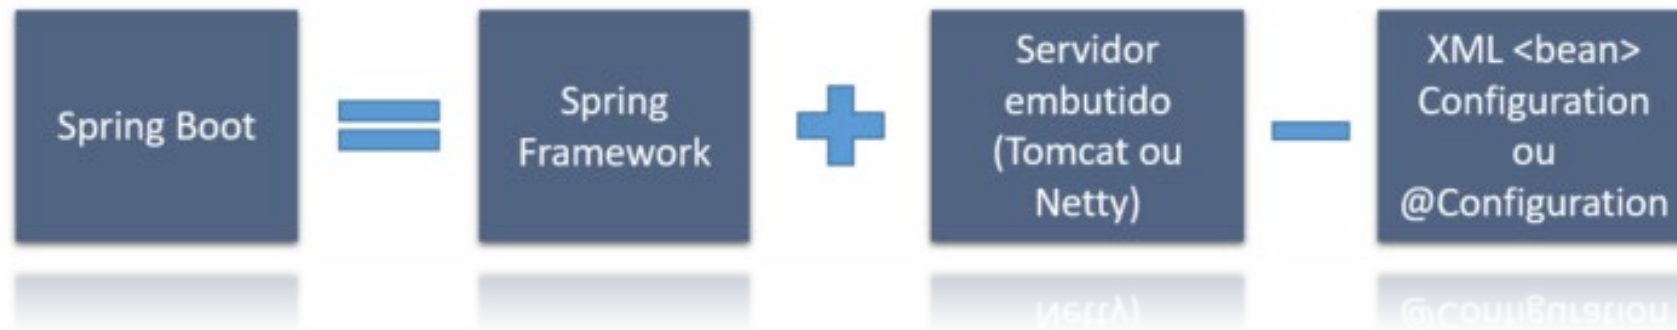 Spring Boot
Spring
Framework
Servidor
embutido
(Tomcat ou
Netty)
XML <bean>
Configuration
ou
@Configuration